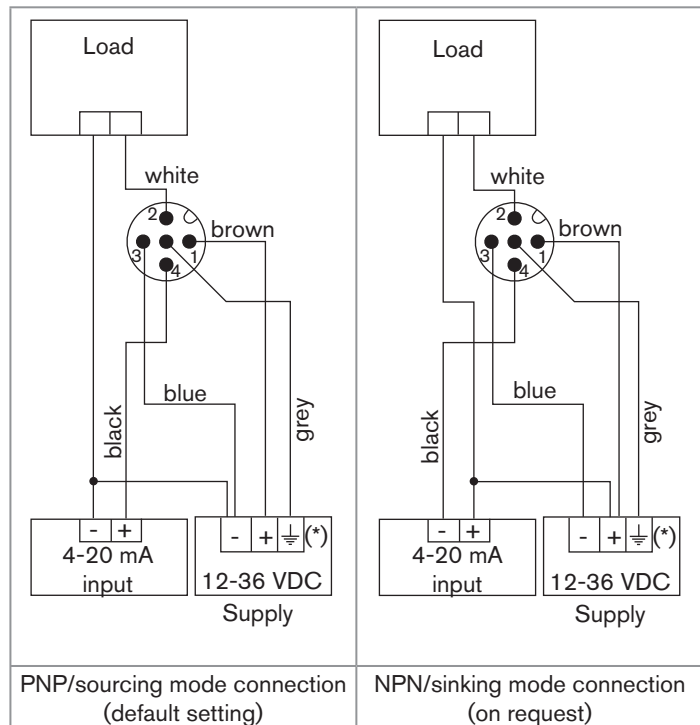 Load
white
2
brown
3
1
4
blue
black
grey
- +
4-20 mA
input
- + (*)
12-36 VDC
Supply
PNP/sourcing mode connection
(default setting)
Load
white
2
brown
3
1
4
blue
black
grey
- +
4-20 mA
input
- + (*)
12-36 VDC
Supply
NPN/sinking mode connection
(on request)